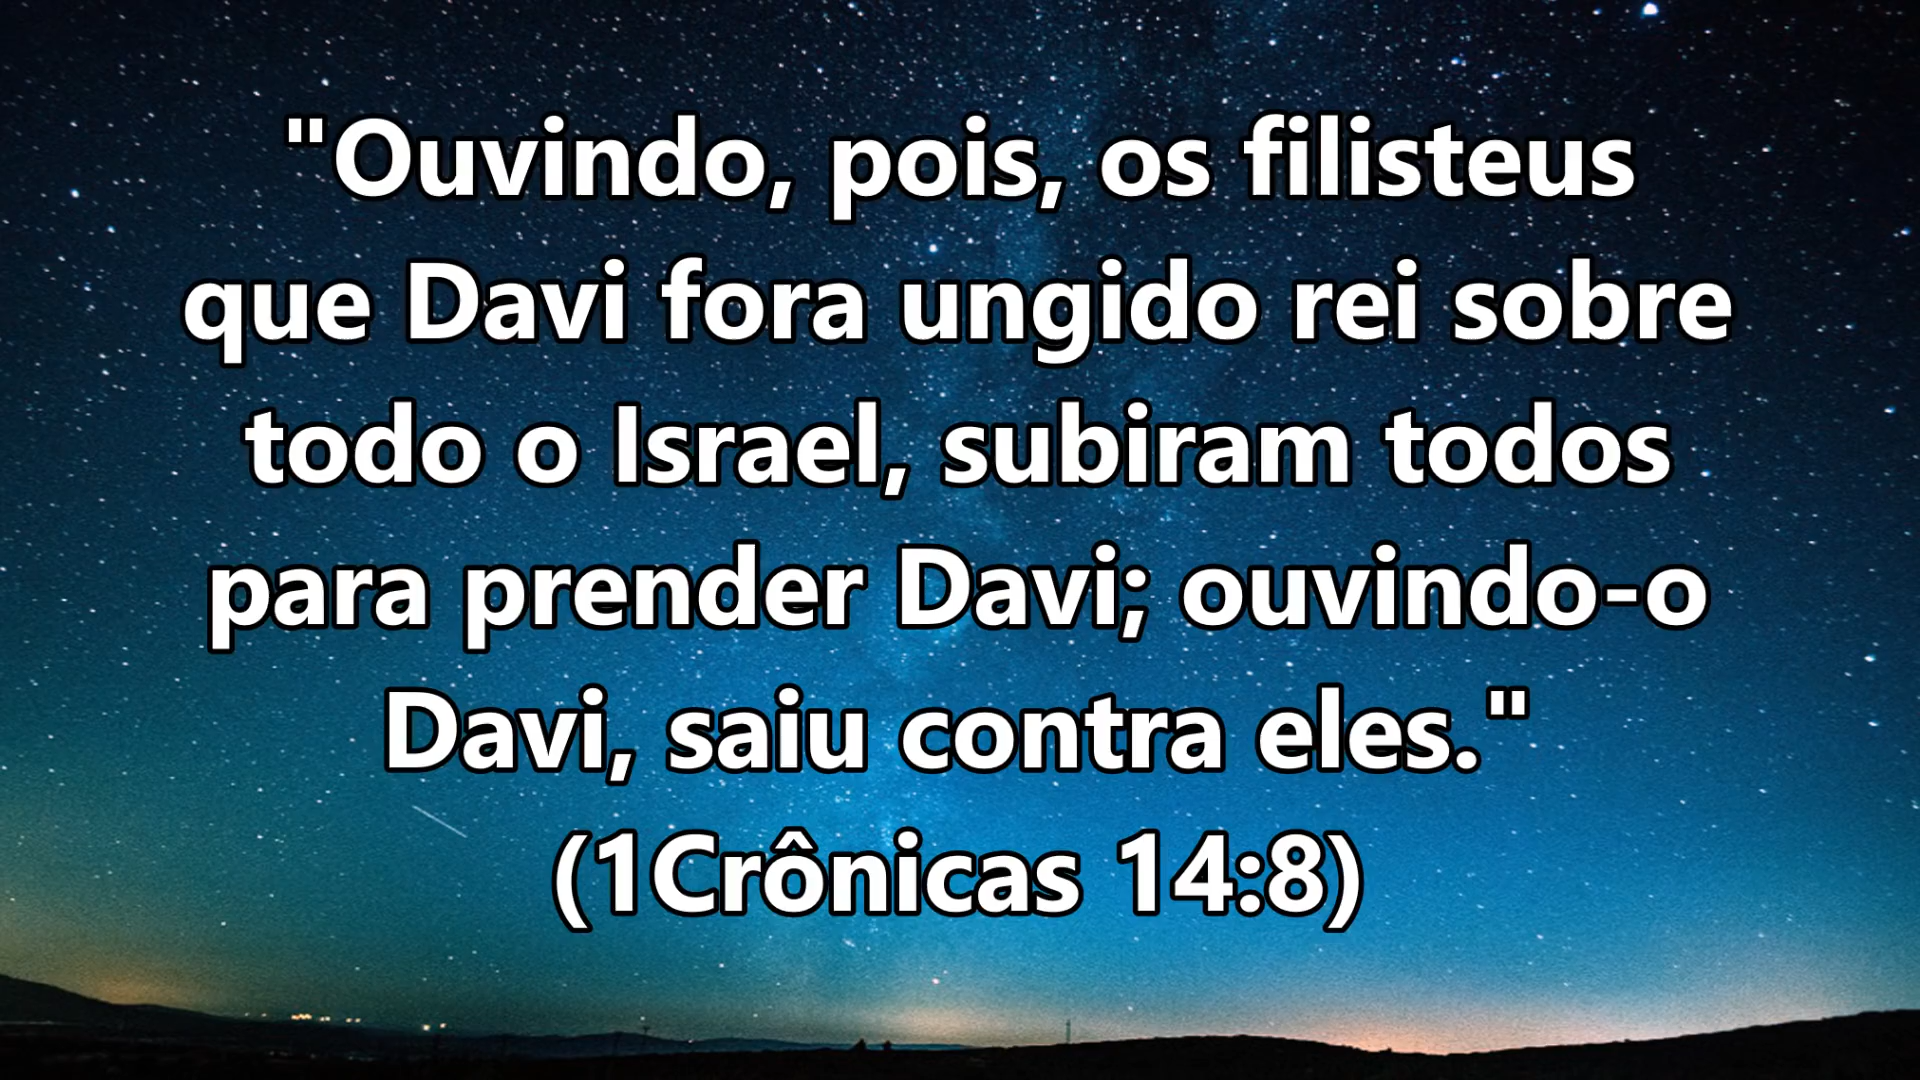 "Ouvindo, pois, os filisteus
que Davi fora ungido rei sobre
todo o Israel, subiram todos
para prender Davi; ouvindo-o
Davi, saiu contra eles."
(1Crônicas 14:8)